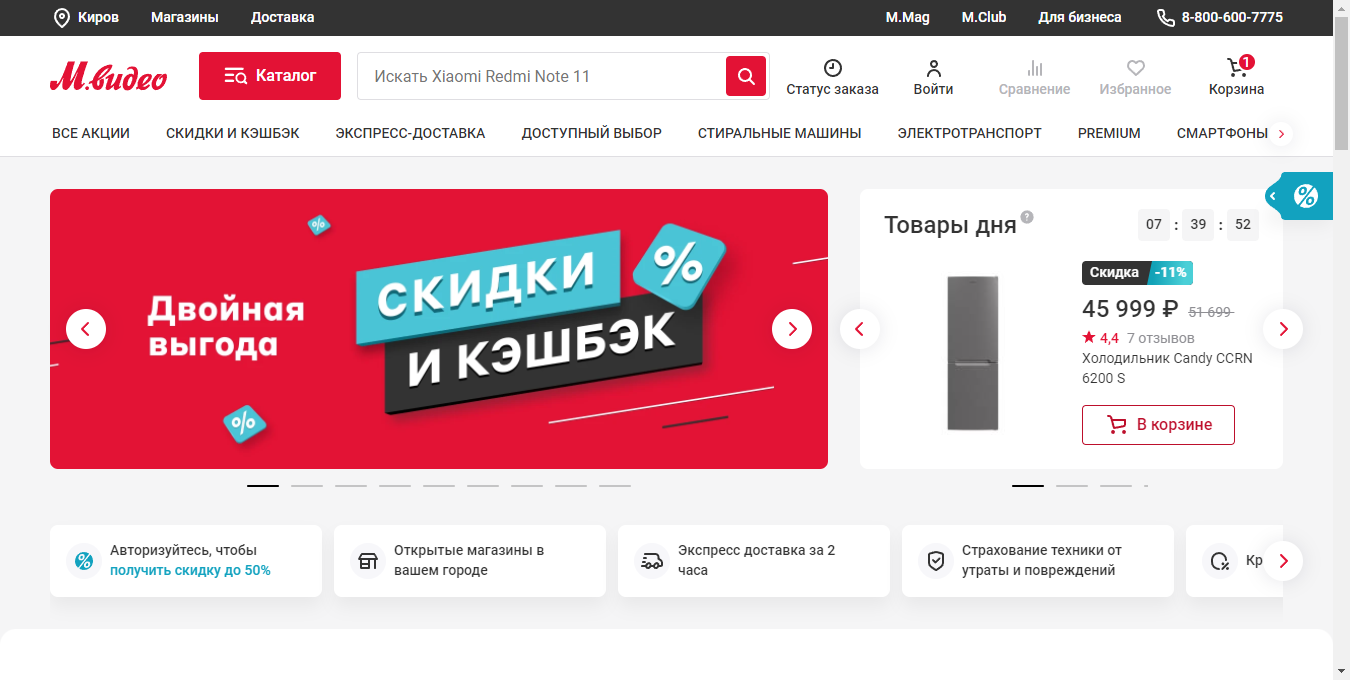 Киров
Магазины
Доставка
M.Mag
M.Club
Для бизнеса
8-800-600-7775
М.видео
Каталог
Искать Xiaomi Redmi Note 11
Статус заказа
Войти
Сравнение
Избранное
1
Корзина
ВСЕ АКЦИИ
СКИДКИ И КЭШБЭК
ЭКСПРЕСС-ДОСТАВКА
ДОСТУПНЫЙ ВЫБОР
СТИРАЛЬНЫЕ МАШИНЫ
ЭЛЕКТРОТРАНСПОРТ
PREMIUM
СМАРТФОНЫ
%
Двойная
выгода
СКИДКИ
%
И КЭШБЭК
%
Товары дня
?
07 : 39 : 52
%
Скидка -11%
45 999 ₽ 51 699
4,4 7 отзывов
Холодильник Candy CCRN
6200 S
В корзине
%
Авторизуйтесь, чтобы
получить скидку до 50%
Открытые магазины в
вашем городе
Экспресс доставка за 2
часа
Страхование техники от
утраты и повреждений
Кр